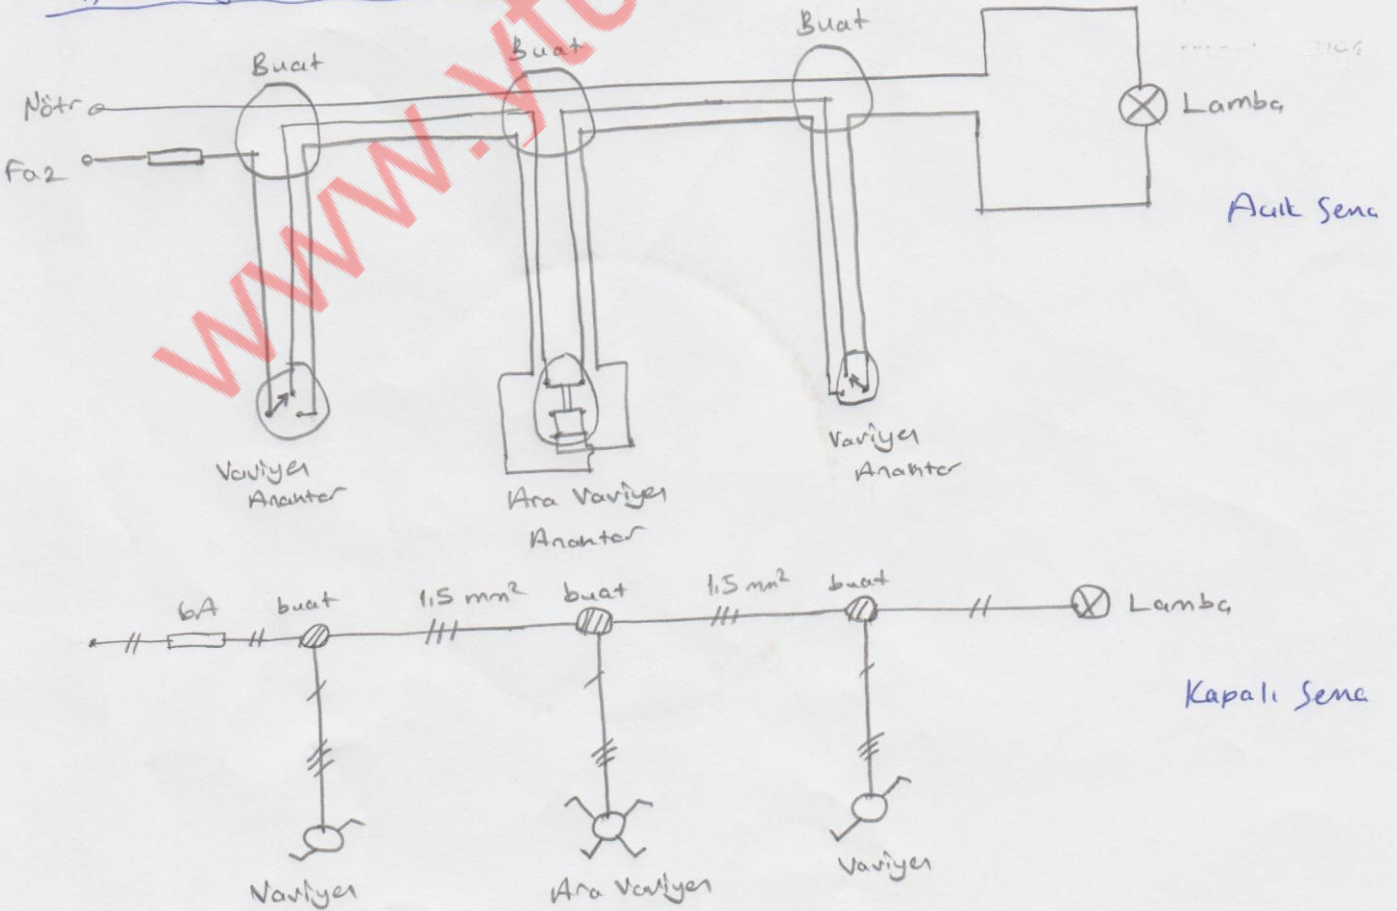 Buat
Buat
Buat
Nötr
Faz
Lamba
Açık Şema
Vaviyen
Anahtar
Ara Vaviyen
Anahtar
Vaviyen
Anahtar
6A
buat
1,5 mm²
buat
1,5 mm²
buat
Lamba
Kapalı Şema
Vaviyen
Ara Vaviyen
Vaviyen